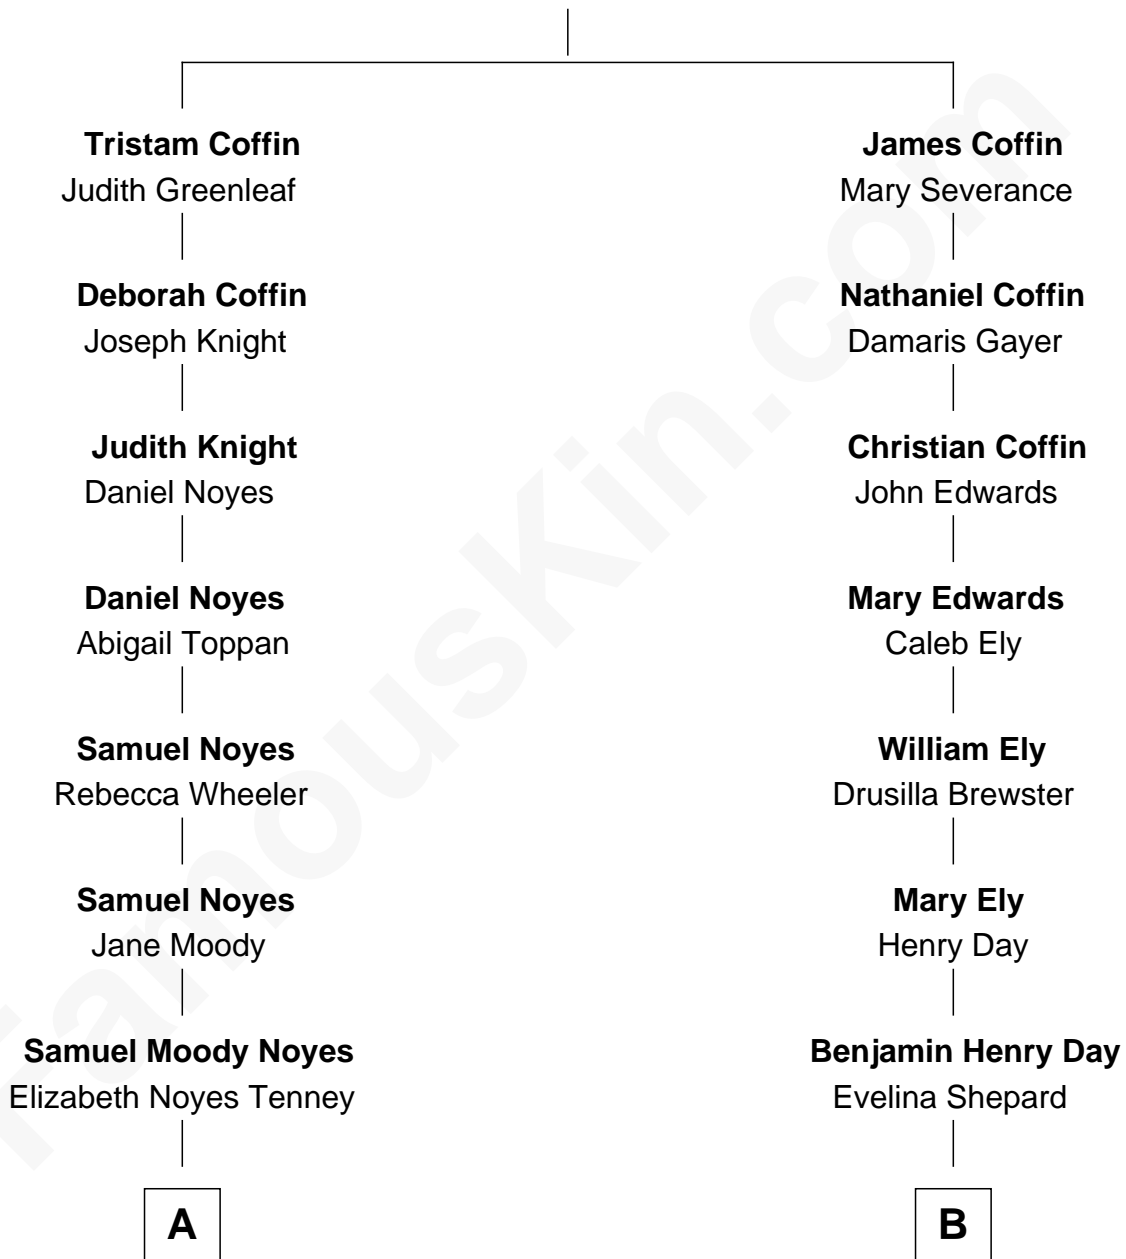 Tristam Coffin
Judith Greenleaf
Deborah Coffin
Joseph Knight
Judith Knight
Daniel Noyes
Daniel Noyes
Abigail Toppan
Samuel Noyes
Rebecca Wheeler
Samuel Noyes
Jane Moody
Samuel Moody Noyes
Elizabeth Noyes Tenney
A
James Coffin
Mary Severance
Nathaniel Coffin
Damaris Gayer
Christian Coffin
John Edwards
Mary Edwards
Caleb Ely
William Ely
Drusilla Brewster
Mary Ely
Henry Day
Benjamin Henry Day
Evelina Shepard
B
FamousKin.com